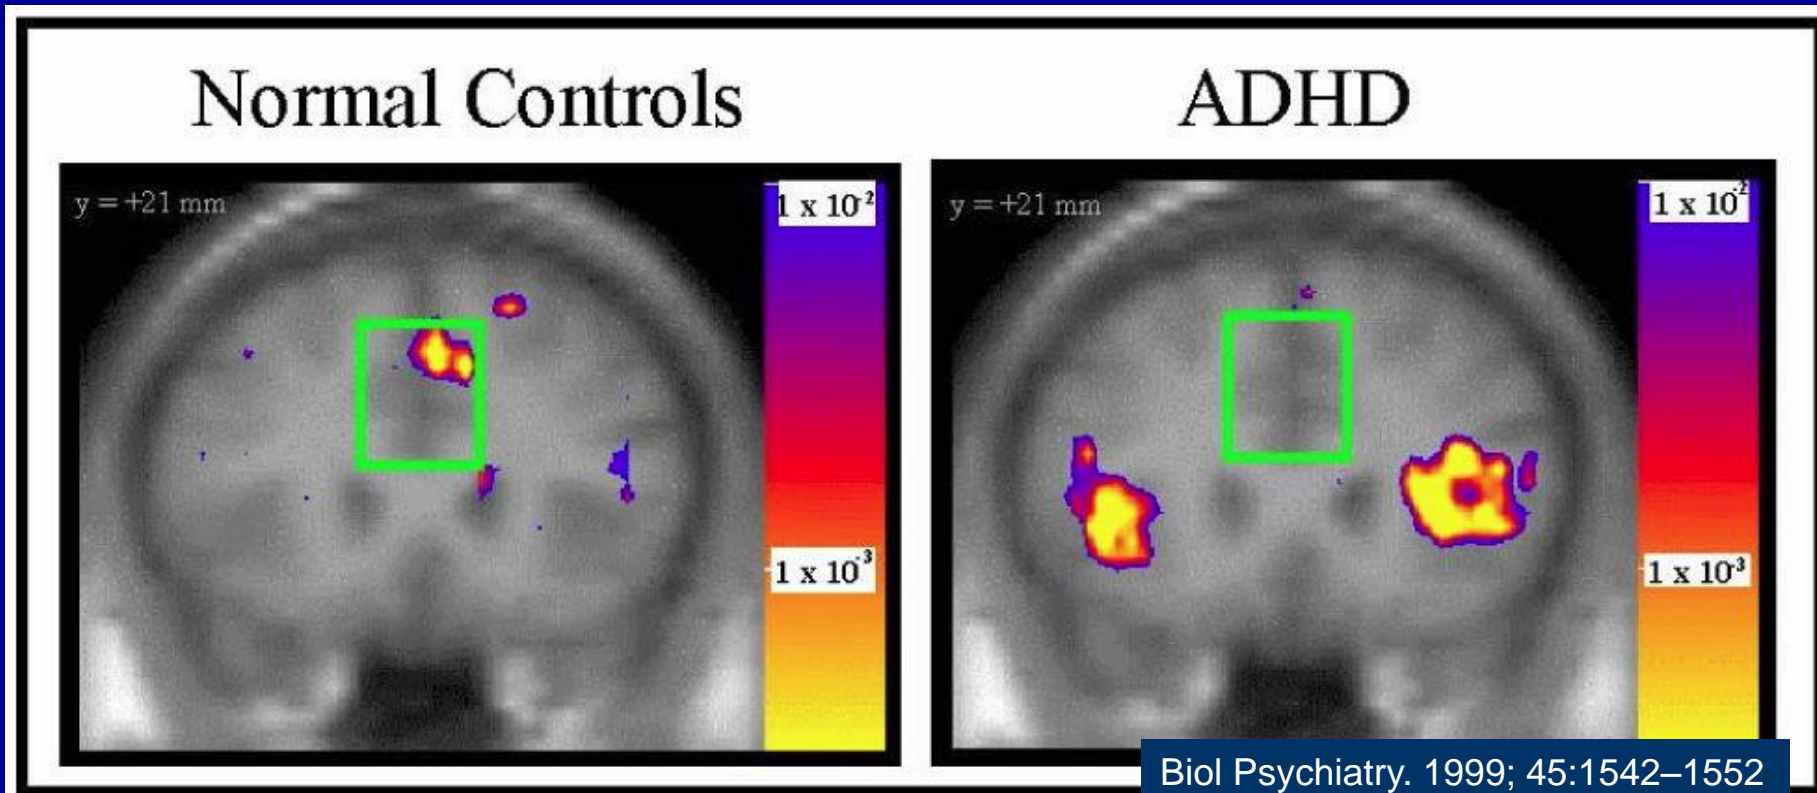 Normal Controls
ADHD
y = +21 mm
1 x 10⁻²
1 x 10⁻³
y = +21 mm
1 x 10⁻²
1 x 10⁻³
Biol Psychiatry. 1999; 45:1542–1552